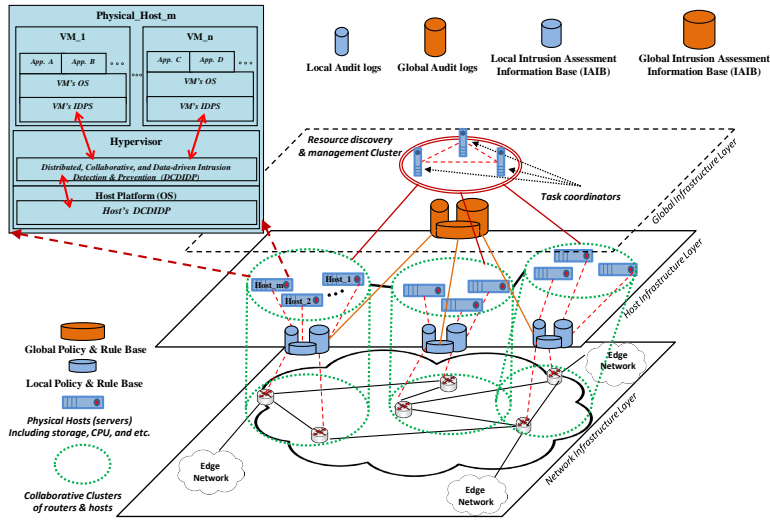 Physical_Host_m
VM_1
VM_n
App. A
App. B
App. C
App. D
VM's OS
VM's OS
VM's IDPS
VM's IDPS
Hypervisor
Distributed, Collaborative, and Data-driven Intrusion
Detection & Prevention (DCDIDP)
Host Platform (OS)
Host's DCDIDP
Local Audit logs
Global Audit logs
Local Intrusion Assessment
Information Base (IAIB)
Global Intrusion Assessment
Information Base (IAIB)
Resource discovery
& management Cluster
Task coordinators
Global Infrastructure Layer
Host_m
Host_1
Host_2
Host Infrastructure Layer
Global Policy & Rule Base
Local Policy & Rule Base
Physical Hosts (servers)
Including storage, CPU, and etc.
Collaborative Clusters
of routers & hosts
Edge
Network
Edge
Network
Edge
Network
Network Infrastructure Layer